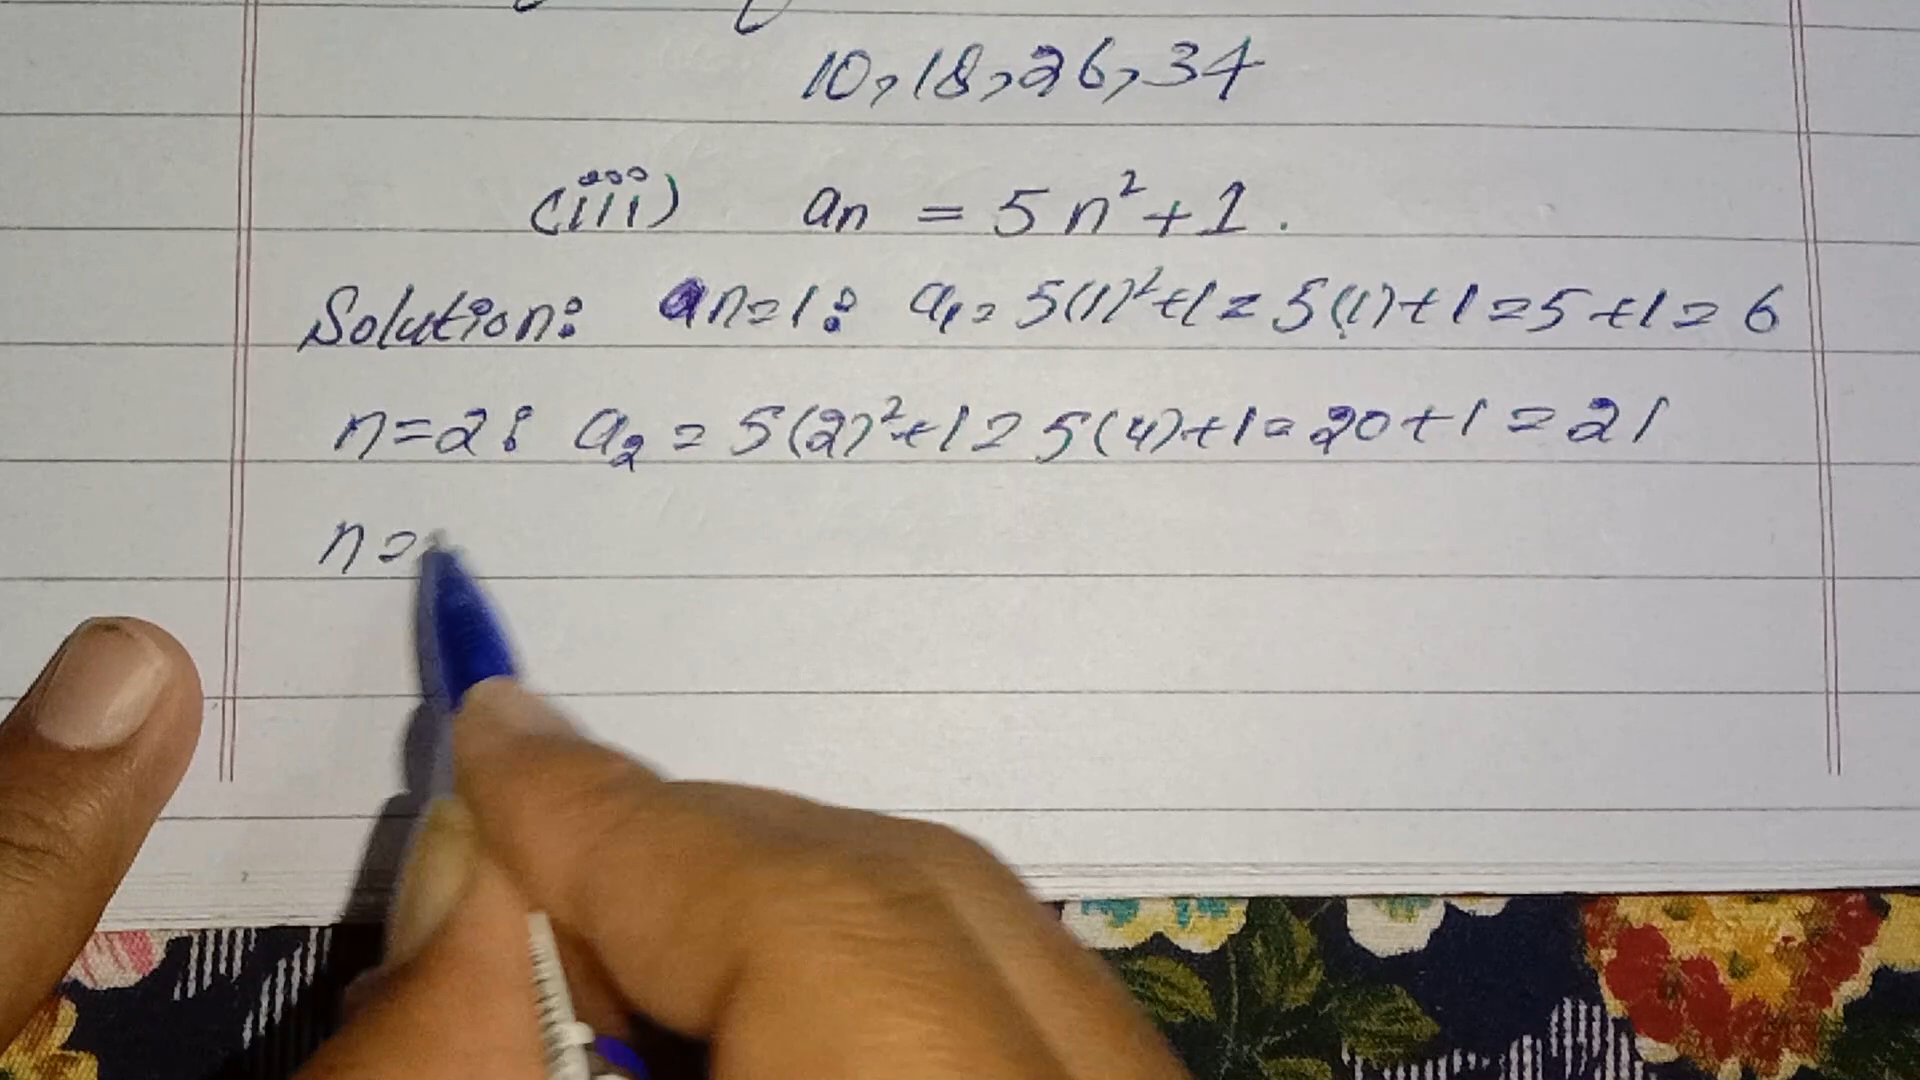 10, 18, 26, 34
(iii) an = 5n²+1.
Solution: n=1: a₁ = 5(1)²+1 = 5(1)+1 = 5+1 = 6
n=2: a₂ = 5(2)²+1 = 5(4)+1 = 20+1 = 21
n=